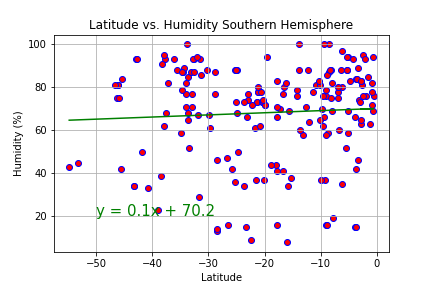 Latitude vs. Humidity Southern Hemisphere
100
80
60
40
20
Humidity (%)
y = 0.1x + 70.2
−50 −40 −30 −20 −10 0
Latitude